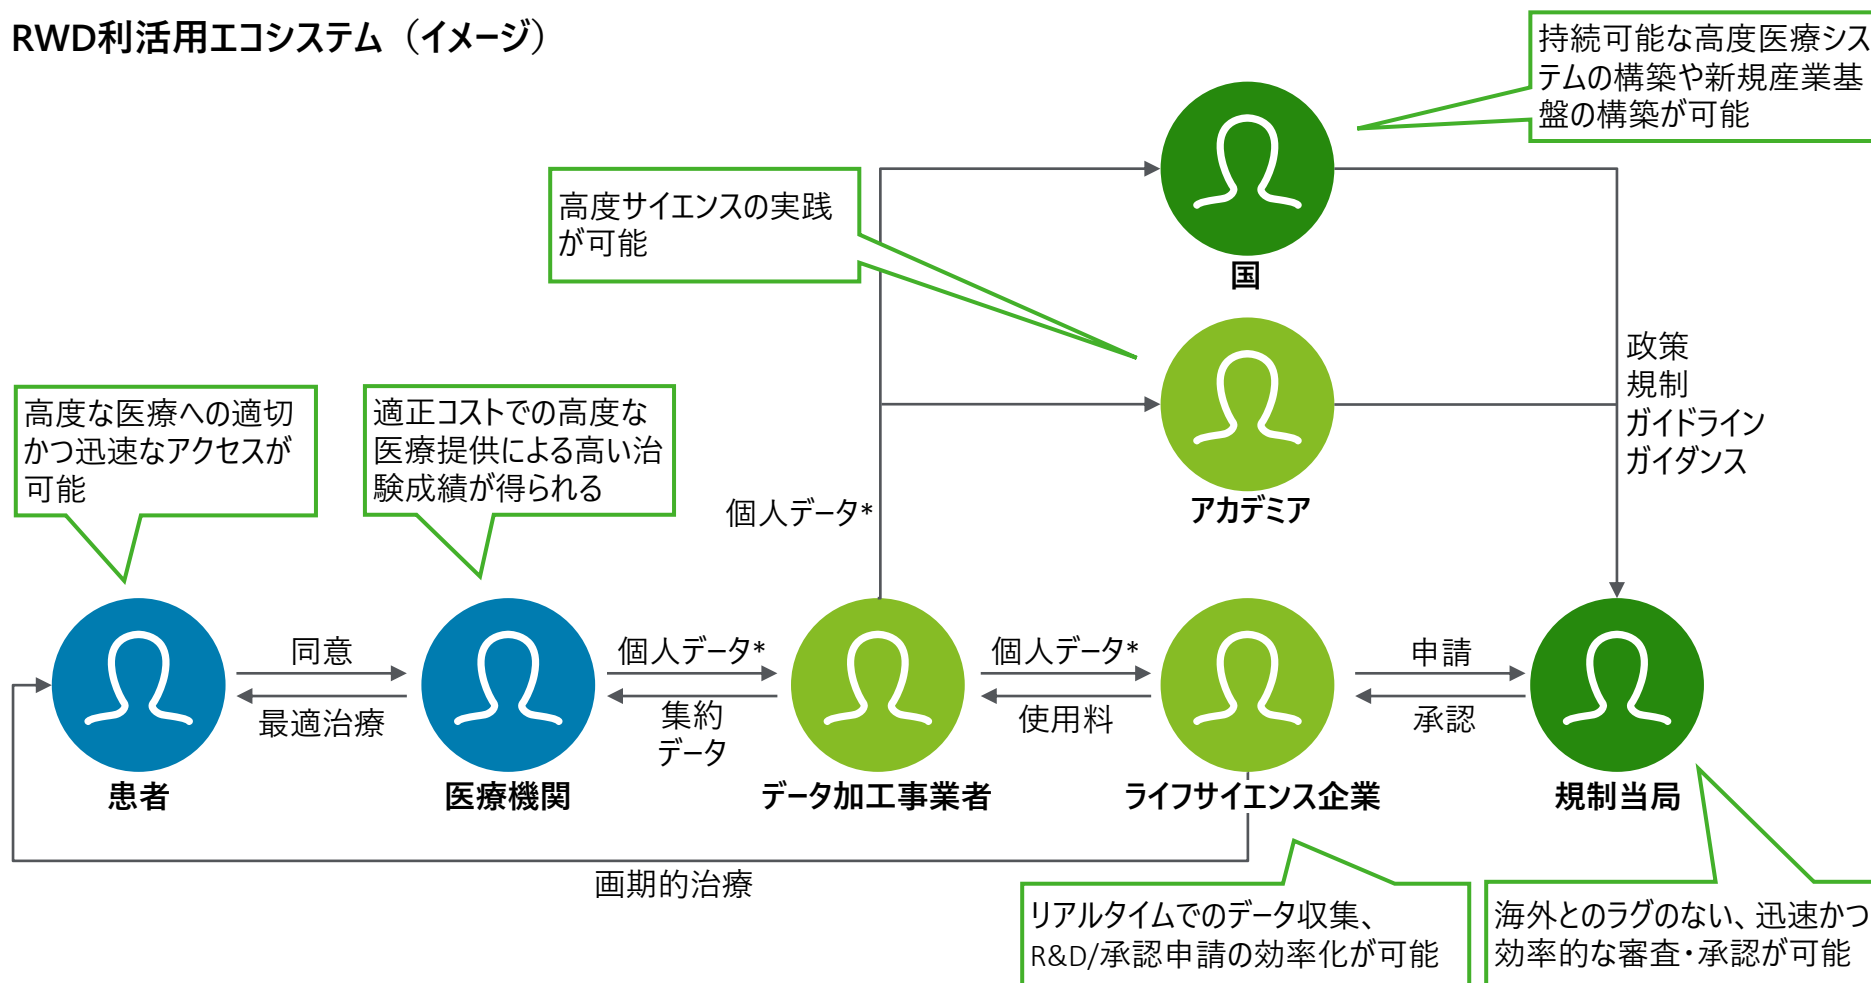 RWD利活用エコシステム（イメージ）
持続可能な高度医療シス
テムの構築や新規産業基
盤の構築が可能
高度サイエンスの実践
が可能
国
政策
規制
ガイドライン
ガイダンス
高度な医療への適切
かつ迅速なアクセスが
可能
適正コストでの高度な
医療提供による高い治
験成績が得られる
アカデミア
個人データ*
同意
最適治療
個人データ*
集約
データ
個人データ*
使用料
申請
承認
患者
医療機関
データ加工事業者
ライフサイエンス企業
規制当局
画期的治療
リアルタイムでのデータ収集、
R&D/承認申請の効率化が可能
海外とのラグのない、迅速かつ
効率的な審査・承認が可能